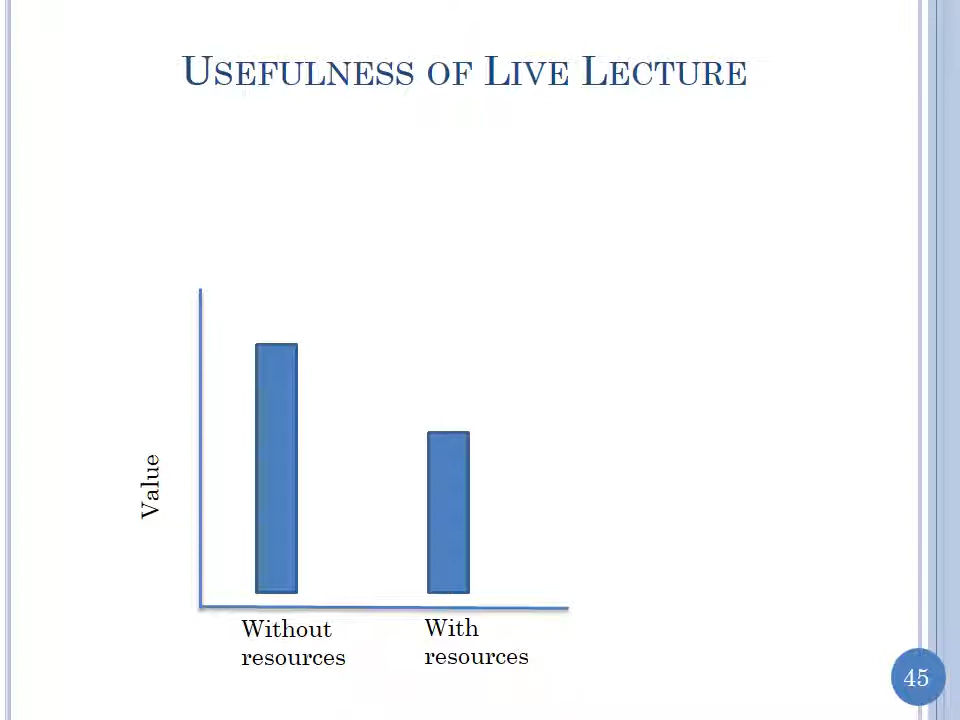 USEFULNESS OF LIVE LECTURE
Value
Without
resources
With
resources
45